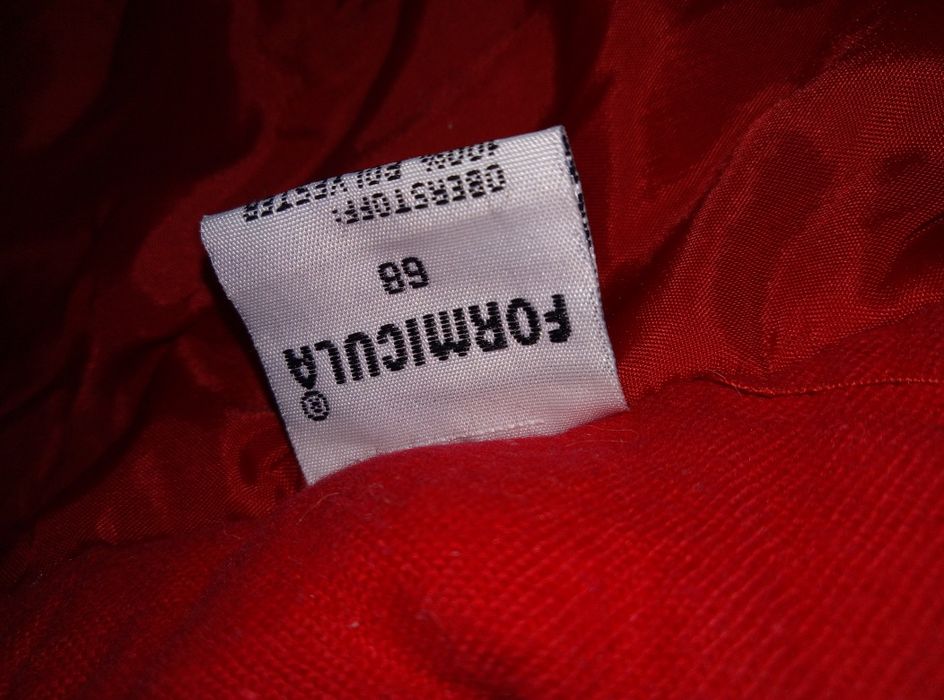 FORMICULA®
68
OBERSTOFF:
100% POLYESTER